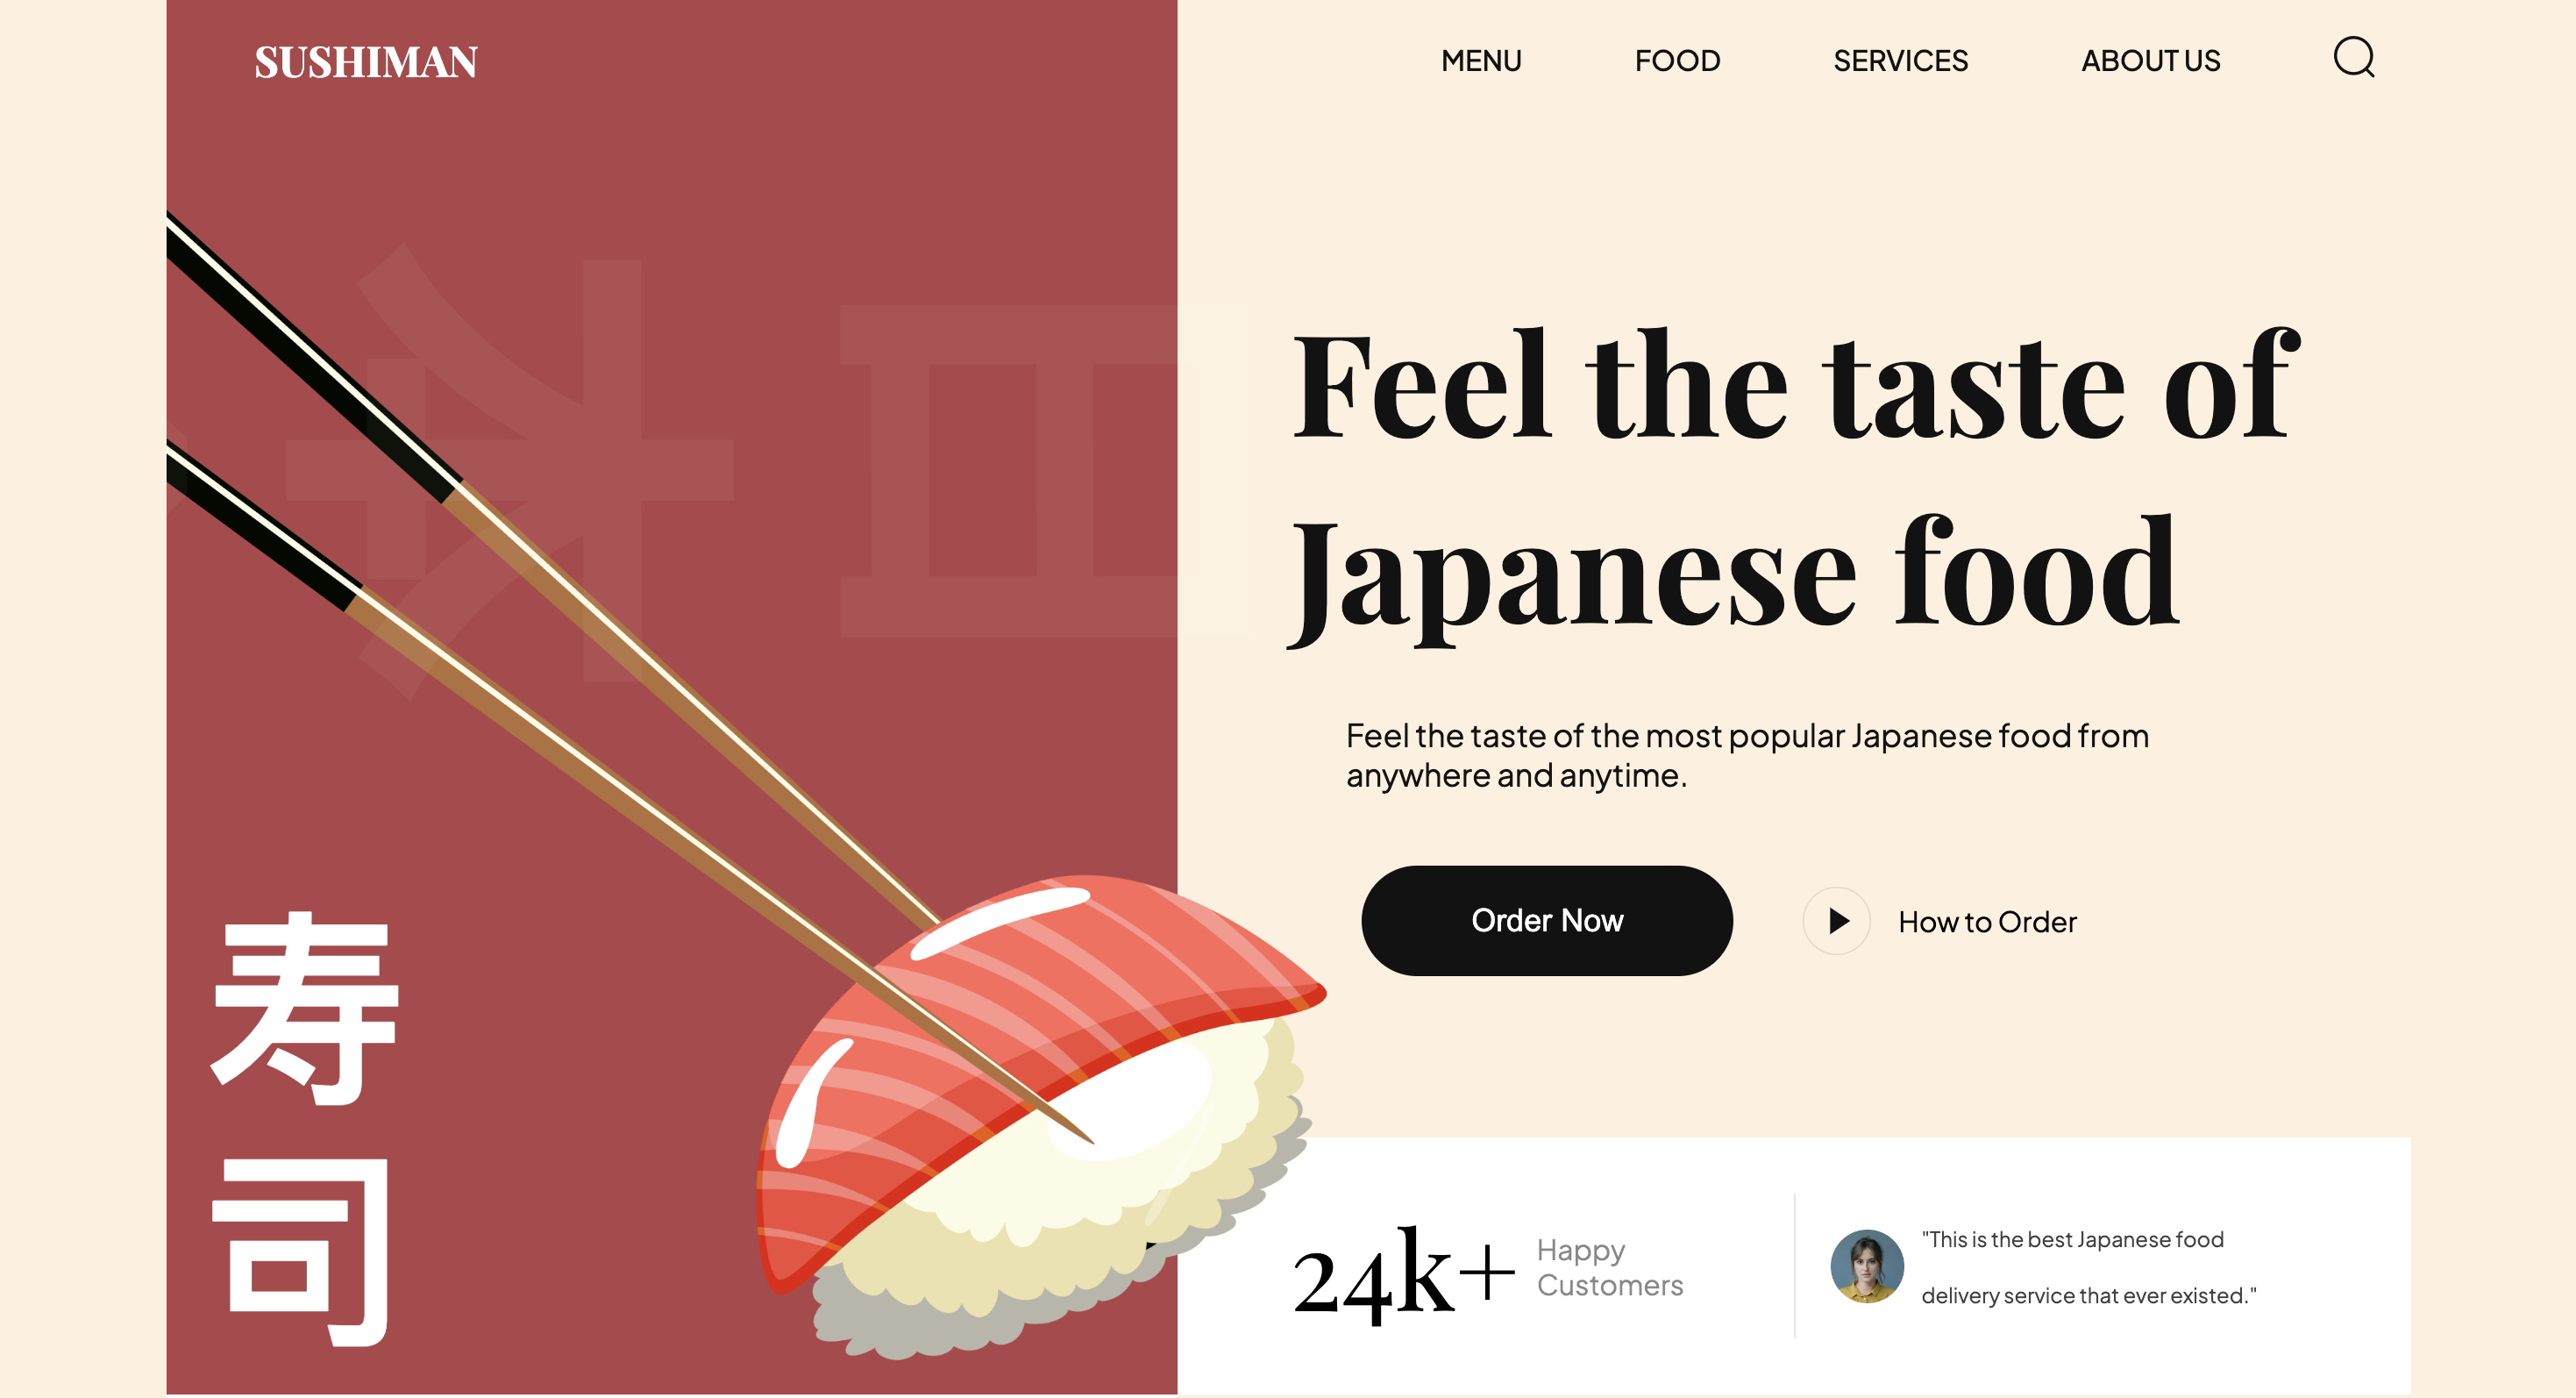 SUSHIMAN
MENU
FOOD
SERVICES
ABOUT US
Feel the taste of
Japanese food
Feel the taste of the most popular Japanese food from
anywhere and anytime.
Order Now
How to Order
寿
司
24k+
Happy
Customers
"This is the best Japanese food
delivery service that ever existed."